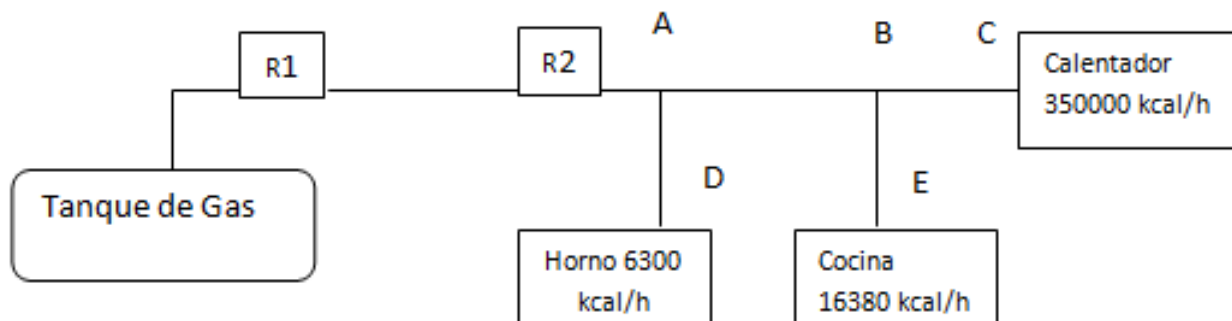 R1
R2
A
B
C
Calentador
350000 kcal/h
Tanque de Gas
D
E
Horno 6300
kcal/h
Cocina
16380 kcal/h